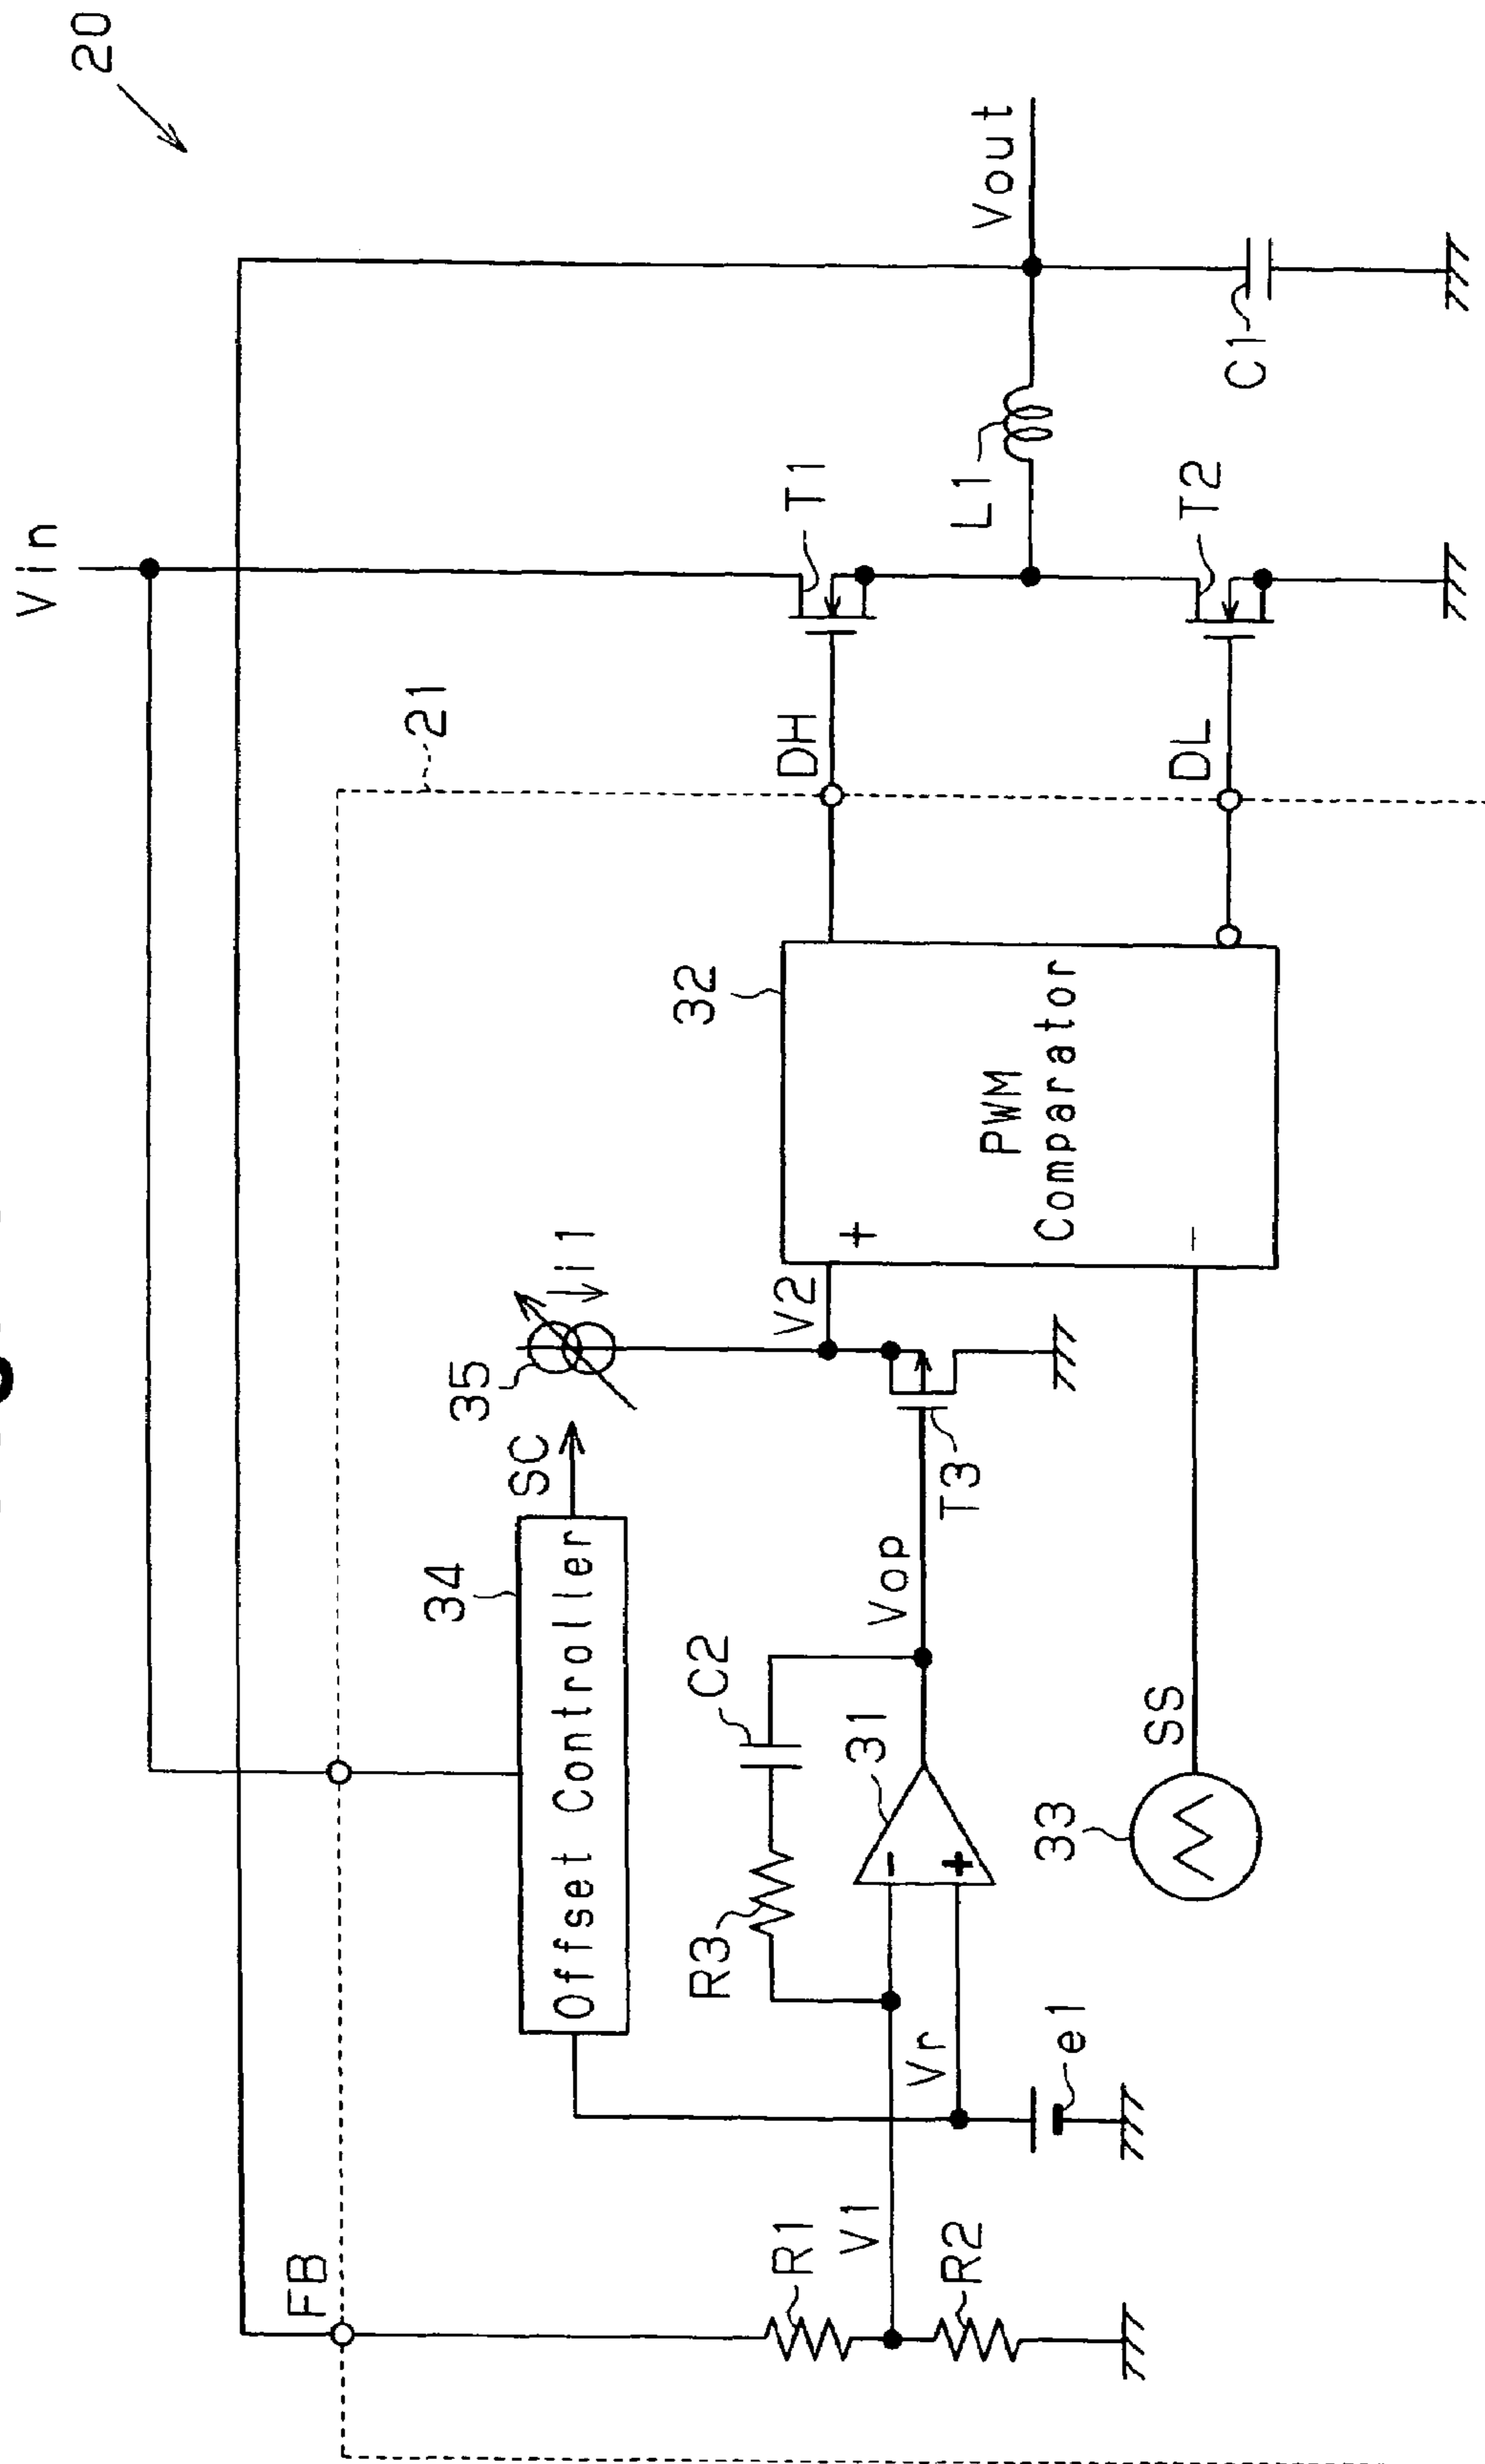 20
Vin
Vout
21
T1
L1
C1
DH
T2
DL
32
PWM
Comparator
+
−
35
i1
V2
34
SC
Offset Controller
C2
Vop
T3
R3
31
-
+
33
SS
Vr
e1
FB
R1
V1
R2